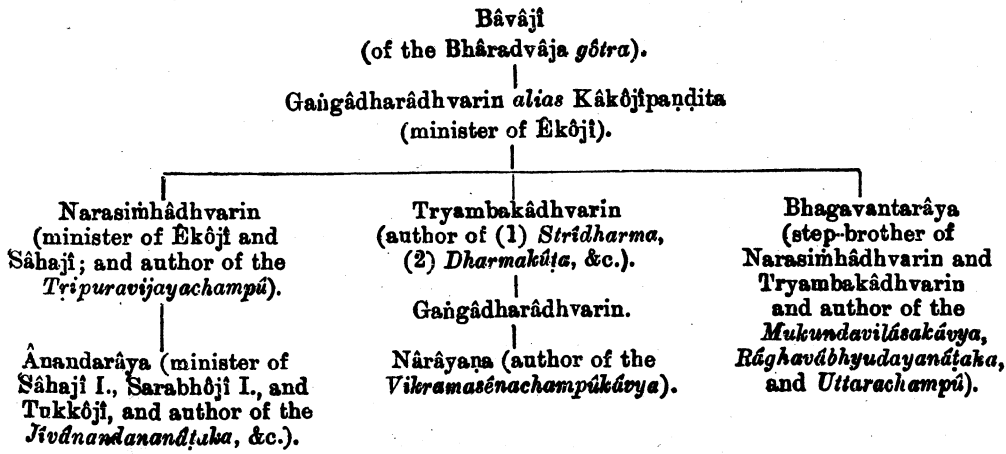 Bâvâjî
(of the Bhâradvâja gôtra).
Gaṅgâdharâdhvarin alias Kâkôjîpaṇḍita
(minister of Êkôjî).
Narasiṁhâdhvarin
(minister of Êkôjî and
Sâhajî; and author of the
Tṛipuravijayachampû).
Ânandarâya (minister of
Sâhajî I., Sarabhôjî I., and
Tukkôjî, and author of the
Jîvânandananâṭaka, &c.).
Tryambakâdhvarin
(author of (1) Strîdharma,
(2) Dharmakûṭa, &c.).
Gaṅgâdharâdhvarin.
Nârâyaṇa (author of the
Vikramasênachampûkâvya).
Bhagavantarâya
(step-brother of
Narasiṁhâdhvarin and
Tryambakâdhvarin
and author of the
Mukundavilâsakâvya,
Râghavâbhyudayanâtaka,
and Uttarachampû).